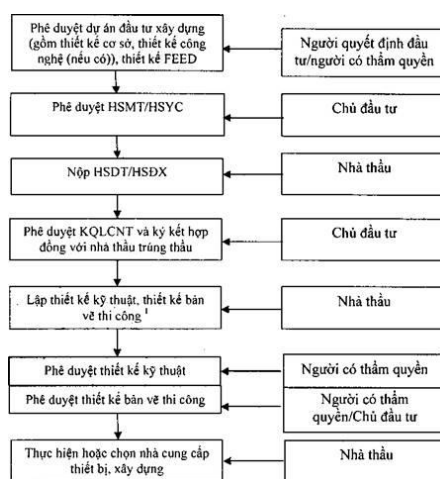 Phê duyệt dự án đầu tư xây dựng
(gồm thiết kế cơ sở, thiết kế công
nghệ (nếu có)), thiết kế FEED
Người quyết định đầu
tư/người có thẩm quyền
Phê duyệt HSMT/HSYC
Chủ đầu tư
Nộp HSDT/HSĐX
Nhà thầu
Phê duyệt KQLCNT và ký kết hợp
đồng với nhà thầu trúng thầu
Chủ đầu tư
Lập thiết kế kỹ thuật, thiết kế bản
vẽ thi công 1
Nhà thầu
Phê duyệt thiết kế kỹ thuật
Người có thẩm quyền
Phê duyệt thiết kế bản vẽ thi công
Người có thẩm
quyền/Chủ đầu tư
Thực hiện hoặc chọn nhà cung cấp
thiết bị, xây dựng
Nhà thầu